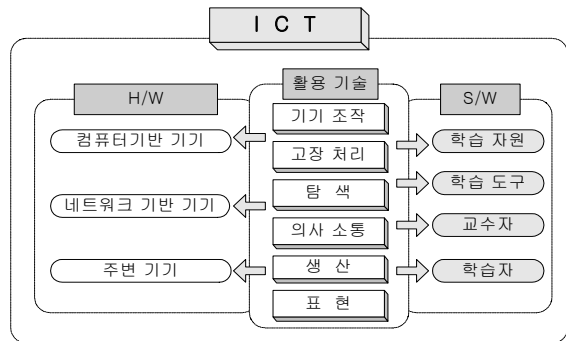 I C T
H/W
컴퓨터기반 기기
네트워크 기반 기기
주변 기기
활용 기술
기기 조작
고장 처리
탐 색
의사 소통
생 산
표 현
S/W
학습 자원
학습 도구
교수자
학습자